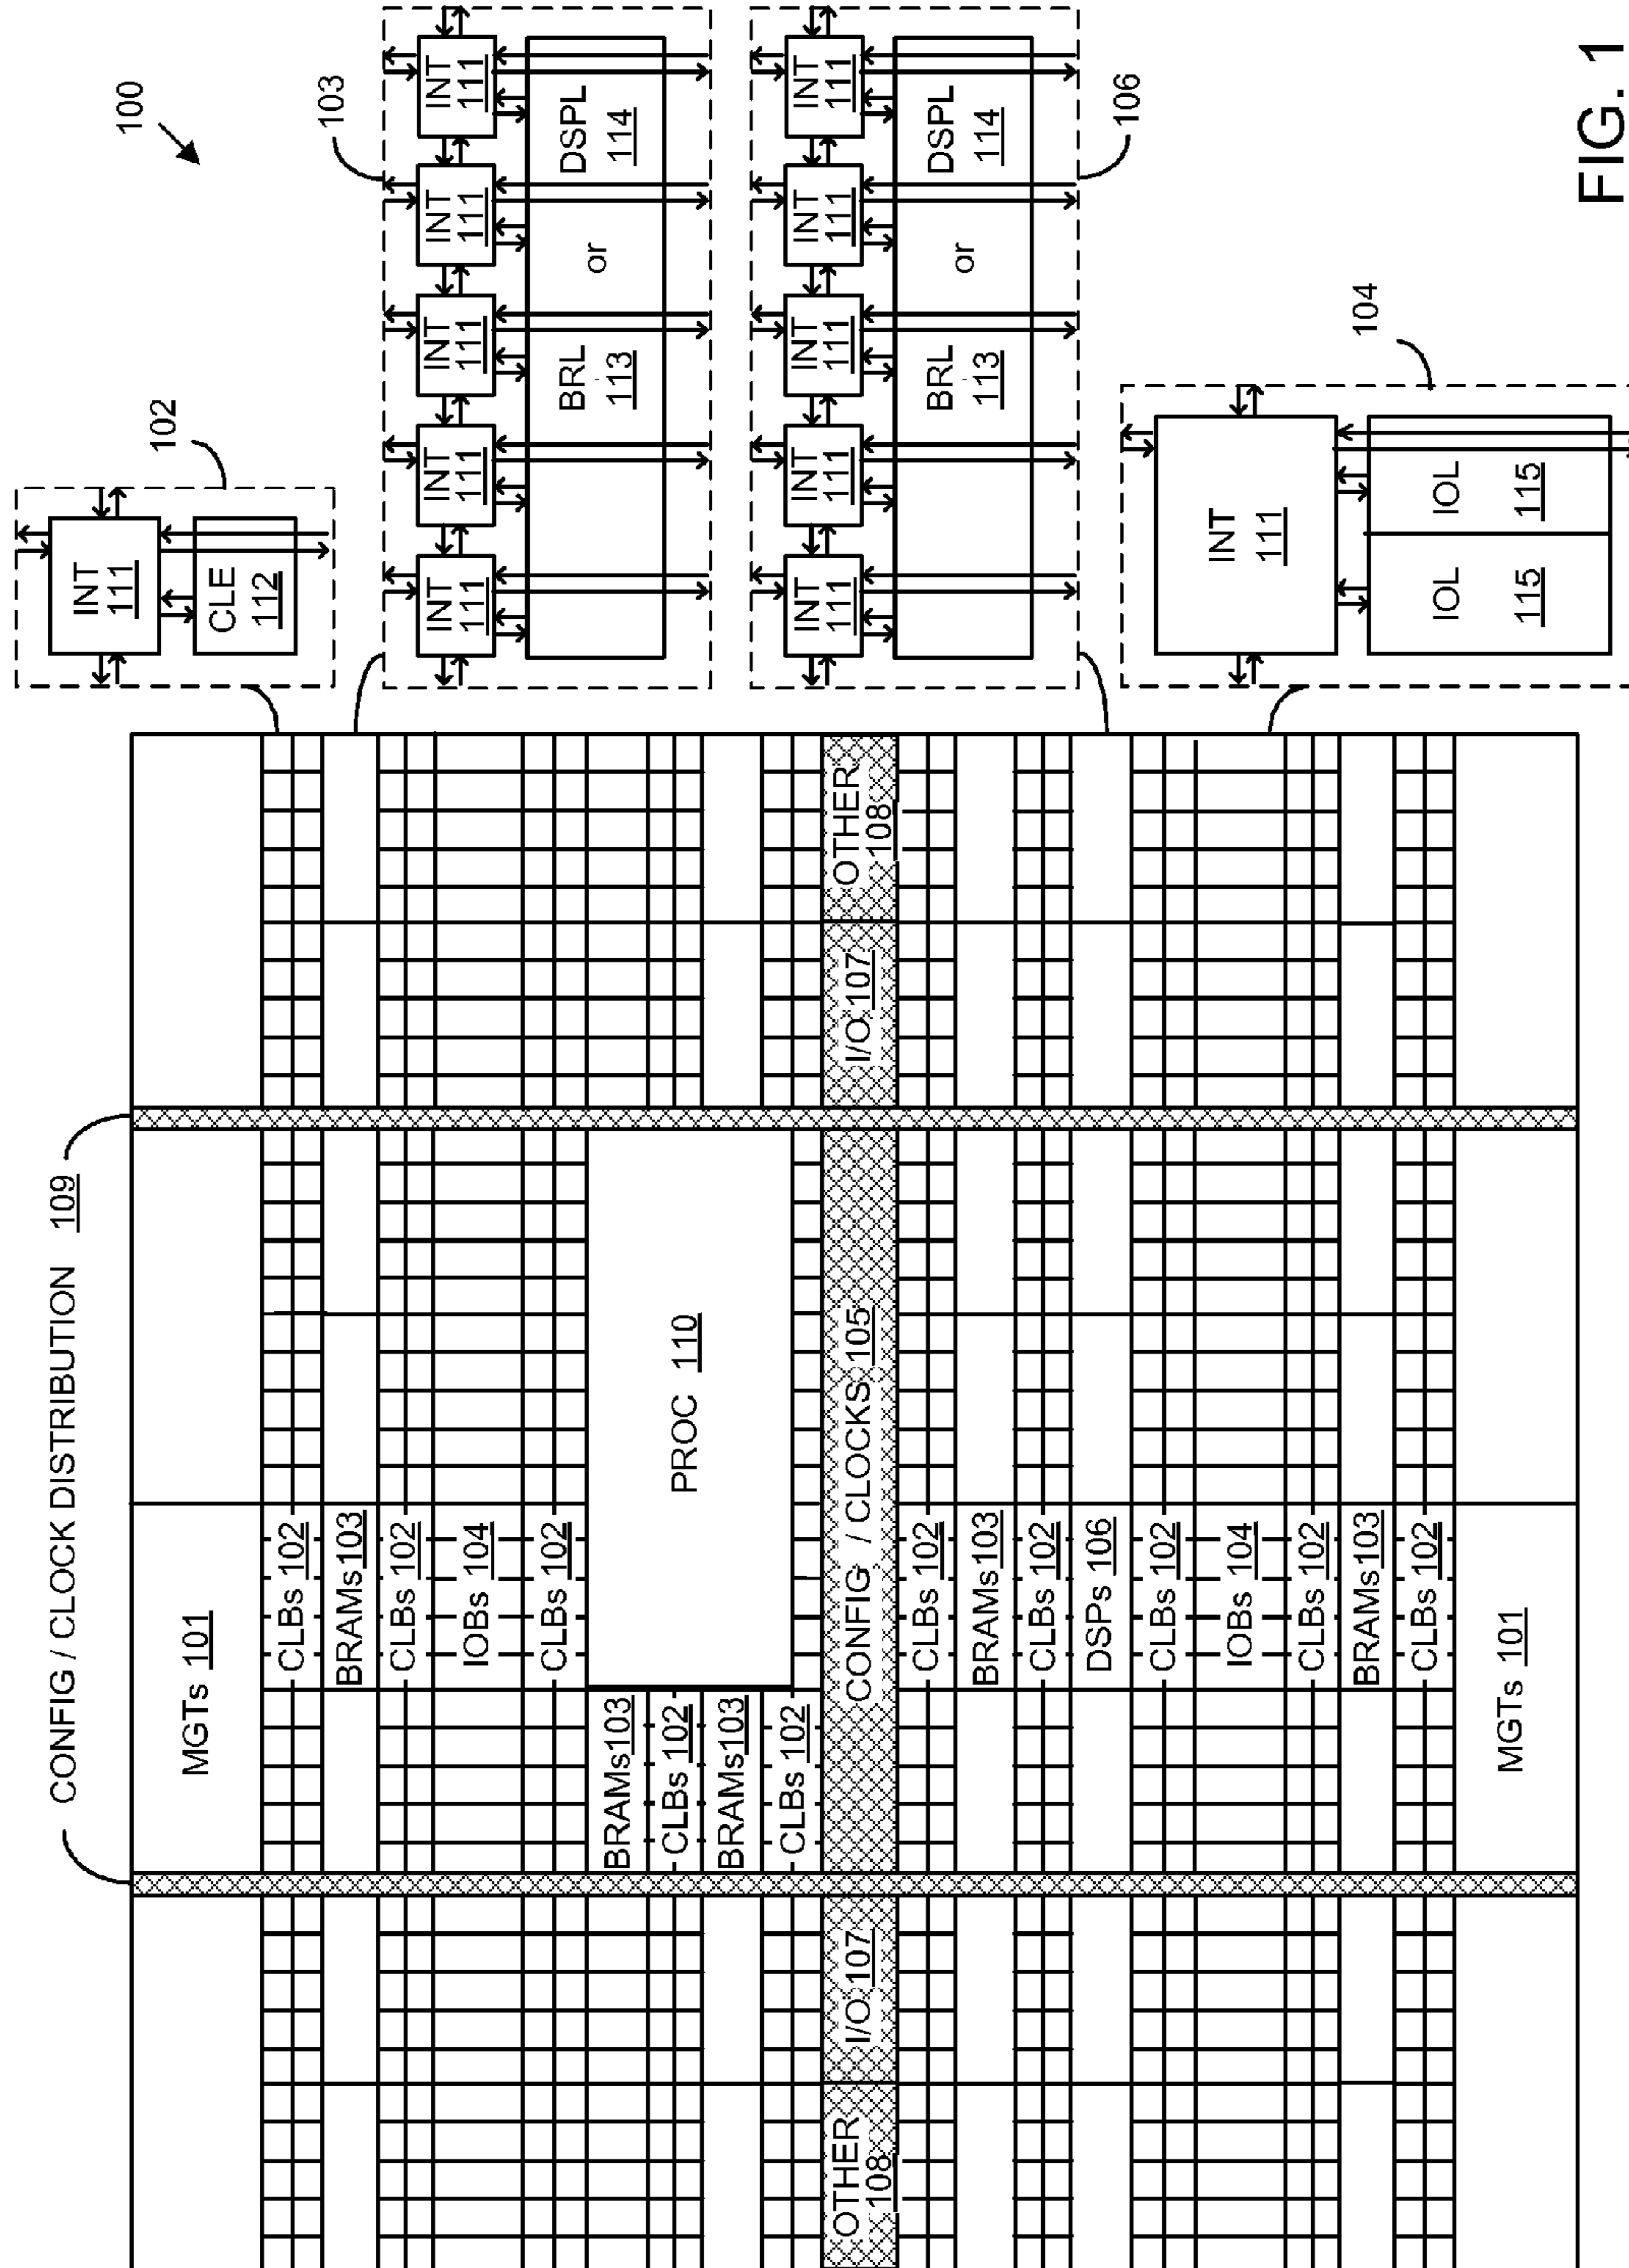 100
CONFIG / CLOCK DISTRIBUTION 109
MGTs 101
CLBs 102
BRAMs 103
CLBs 102
IOBs 104
CLBs 102
BRAMs 103
CLBs 102
BRAMs 103
CLBs 102
PROC 110
OTHER 108
I/O 107
CONFIG / CLOCKS 105
I/O 107
OTHER 108
CLBs 102
BRAMs 103
CLBs 102
DSPs 106
CLBs 102
IOBs 104
CLBs 102
BRAMs 103
CLBs 102
MGTs 101
INT 111
CLE 112
102
103
INT 111
INT 111
INT 111
INT 111
INT 111
BRL 113
or
DSPL 114
INT 111
INT 111
INT 111
INT 111
INT 111
BRL 113
or
DSPL 114
106
104
INT 111
IOL 115
IOL 115
FIG. 1